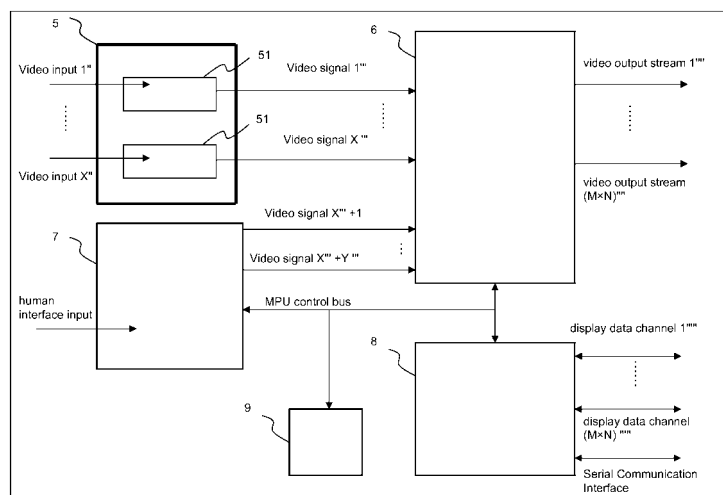 5
6
51
Video input 1"
Video signal 1'''
video output stream 1''''
51
Video input X"
Video signal X '''
video output stream
(M×N)''''
Video signal X''' +1
7
Video signal X''' +Y '''
human
interface input
MPU control bus
8
display data channel 1'''''
9
display data channel
(M×N) '''''
Serial Communication
Interface